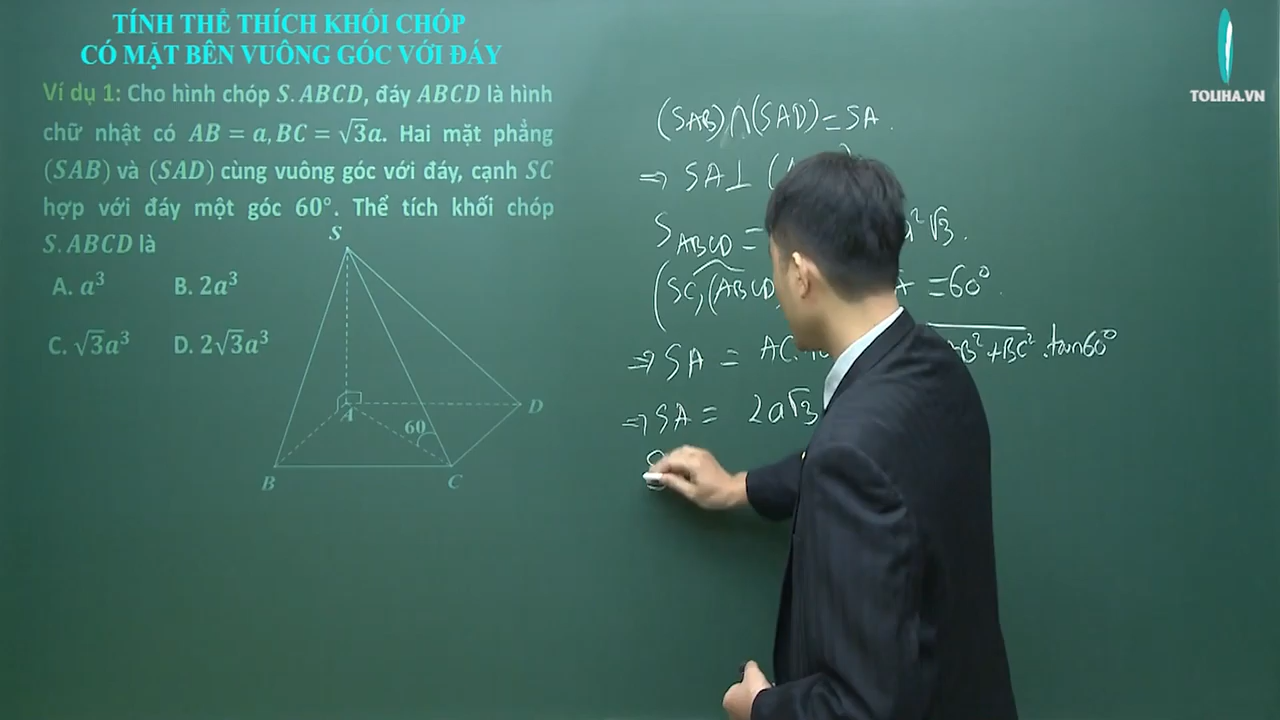 TÍNH THỂ THÍCH KHỐI CHÓP
CÓ MẶT BÊN VUÔNG GÓC VỚI ĐÁY
Ví dụ 1: Cho hình chóp S.ABCD, đáy ABCD là hình
chữ nhật có AB = a, BC = √3a. Hai mặt phẳng
(SAB) và (SAD) cùng vuông góc với đáy, cạnh SC
hợp với đáy một góc 60°. Thể tích khối chóp
S.ABCD là
A. a³ B. 2a³
C. √3a³ D. 2√3a³
S
A
D
60
B
C
TOLIHA.VN
(SAB)∩(SAD)=SA.
⇒ SA⊥(
S_ABCD = a²√3.
(SC,(ABCD) =60°.
⇒ SA = AC. B²+BC².tan60°
⇒ SA = 2a√3